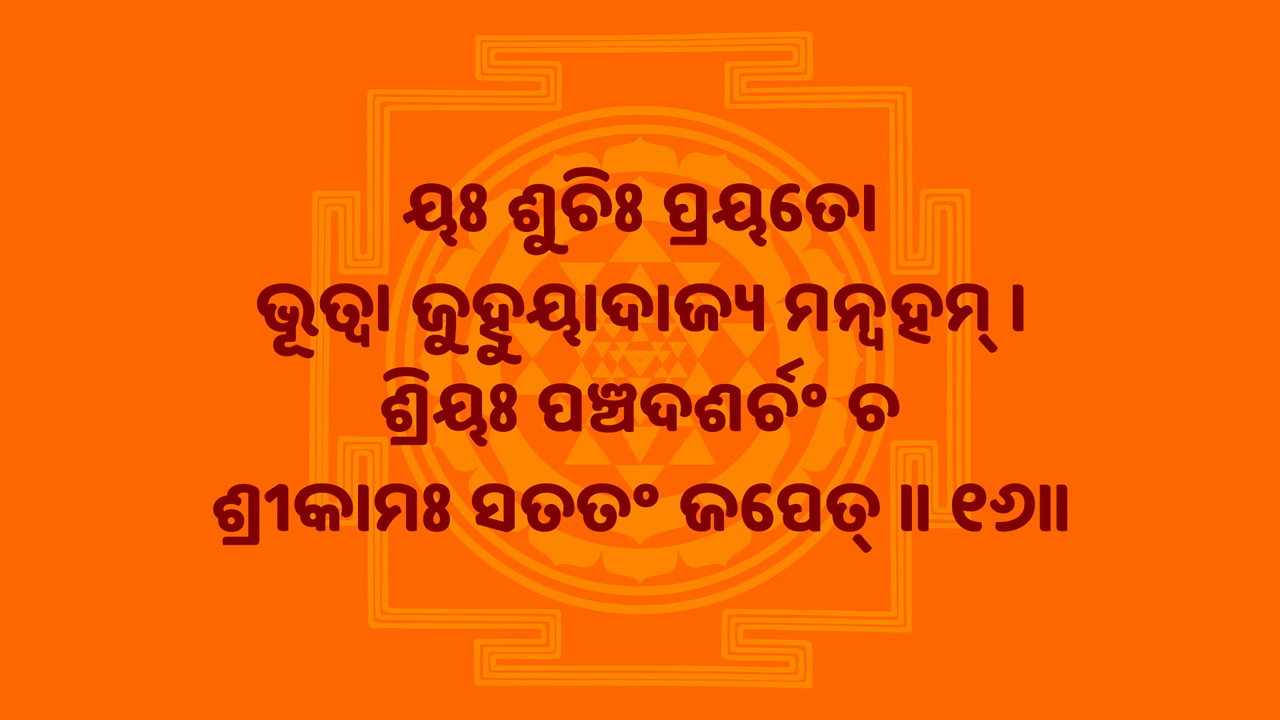 ୟଃ ଶୁଚିଃ ପ୍ରୟତୋ
ଭୂତ୍ୱା ଜୁହୁୟାଦାଜ୍ୟ ମନ୍ୱହମ୍ ।
ଶ୍ରିୟଃ ପଞ୍ଚଦଶର୍ଚଂ ଚ
ଶ୍ରୀକାମଃ ସତତଂ ଜପେତ୍ ॥ ୧୬॥